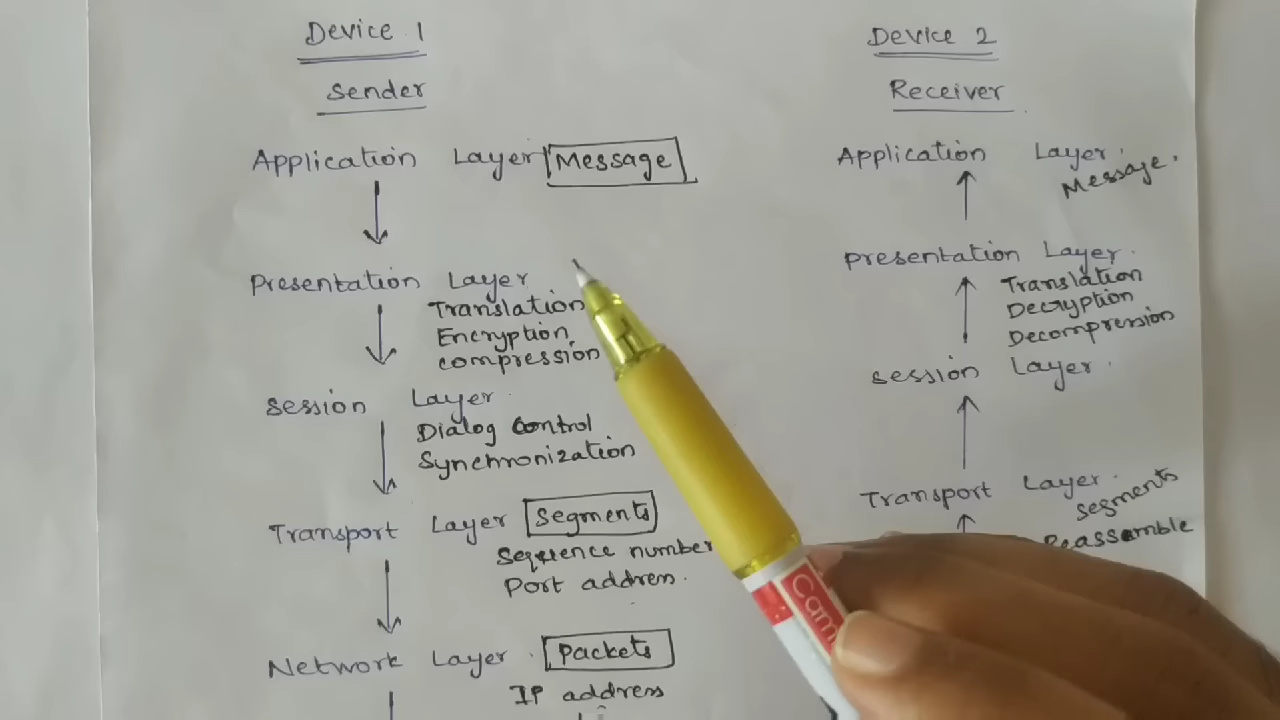 Device 1
Sender
Application Layer Message
Presentation Layer
Translation
Encryption
compression
session Layer.
Dialog control
Synchronization
Transport Layer Segments
Sequence number
Port address.
Network Layer. Packets
IP address
Device 2
Receiver
Application Layer.
Message.
presentation Layer.
Translation
Decryption
Decompression
session Layer.
Transport Layer.
segments
Reassemble
Cam